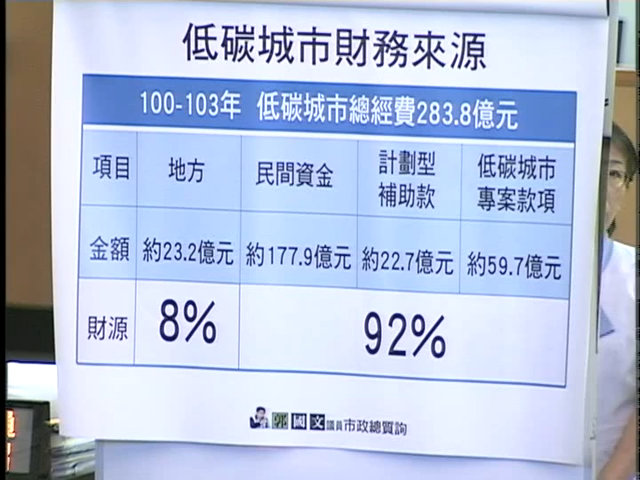 低碳城市財務來源
100-103年 低碳城市總經費283.8億元
項目 地方 民間資金 計劃型補助款 低碳城市專案款項
金額 約23.2億元 約177.9億元 約22.7億元 約59.7億元
財源 8% 92%
郭國文議員市政總質詢